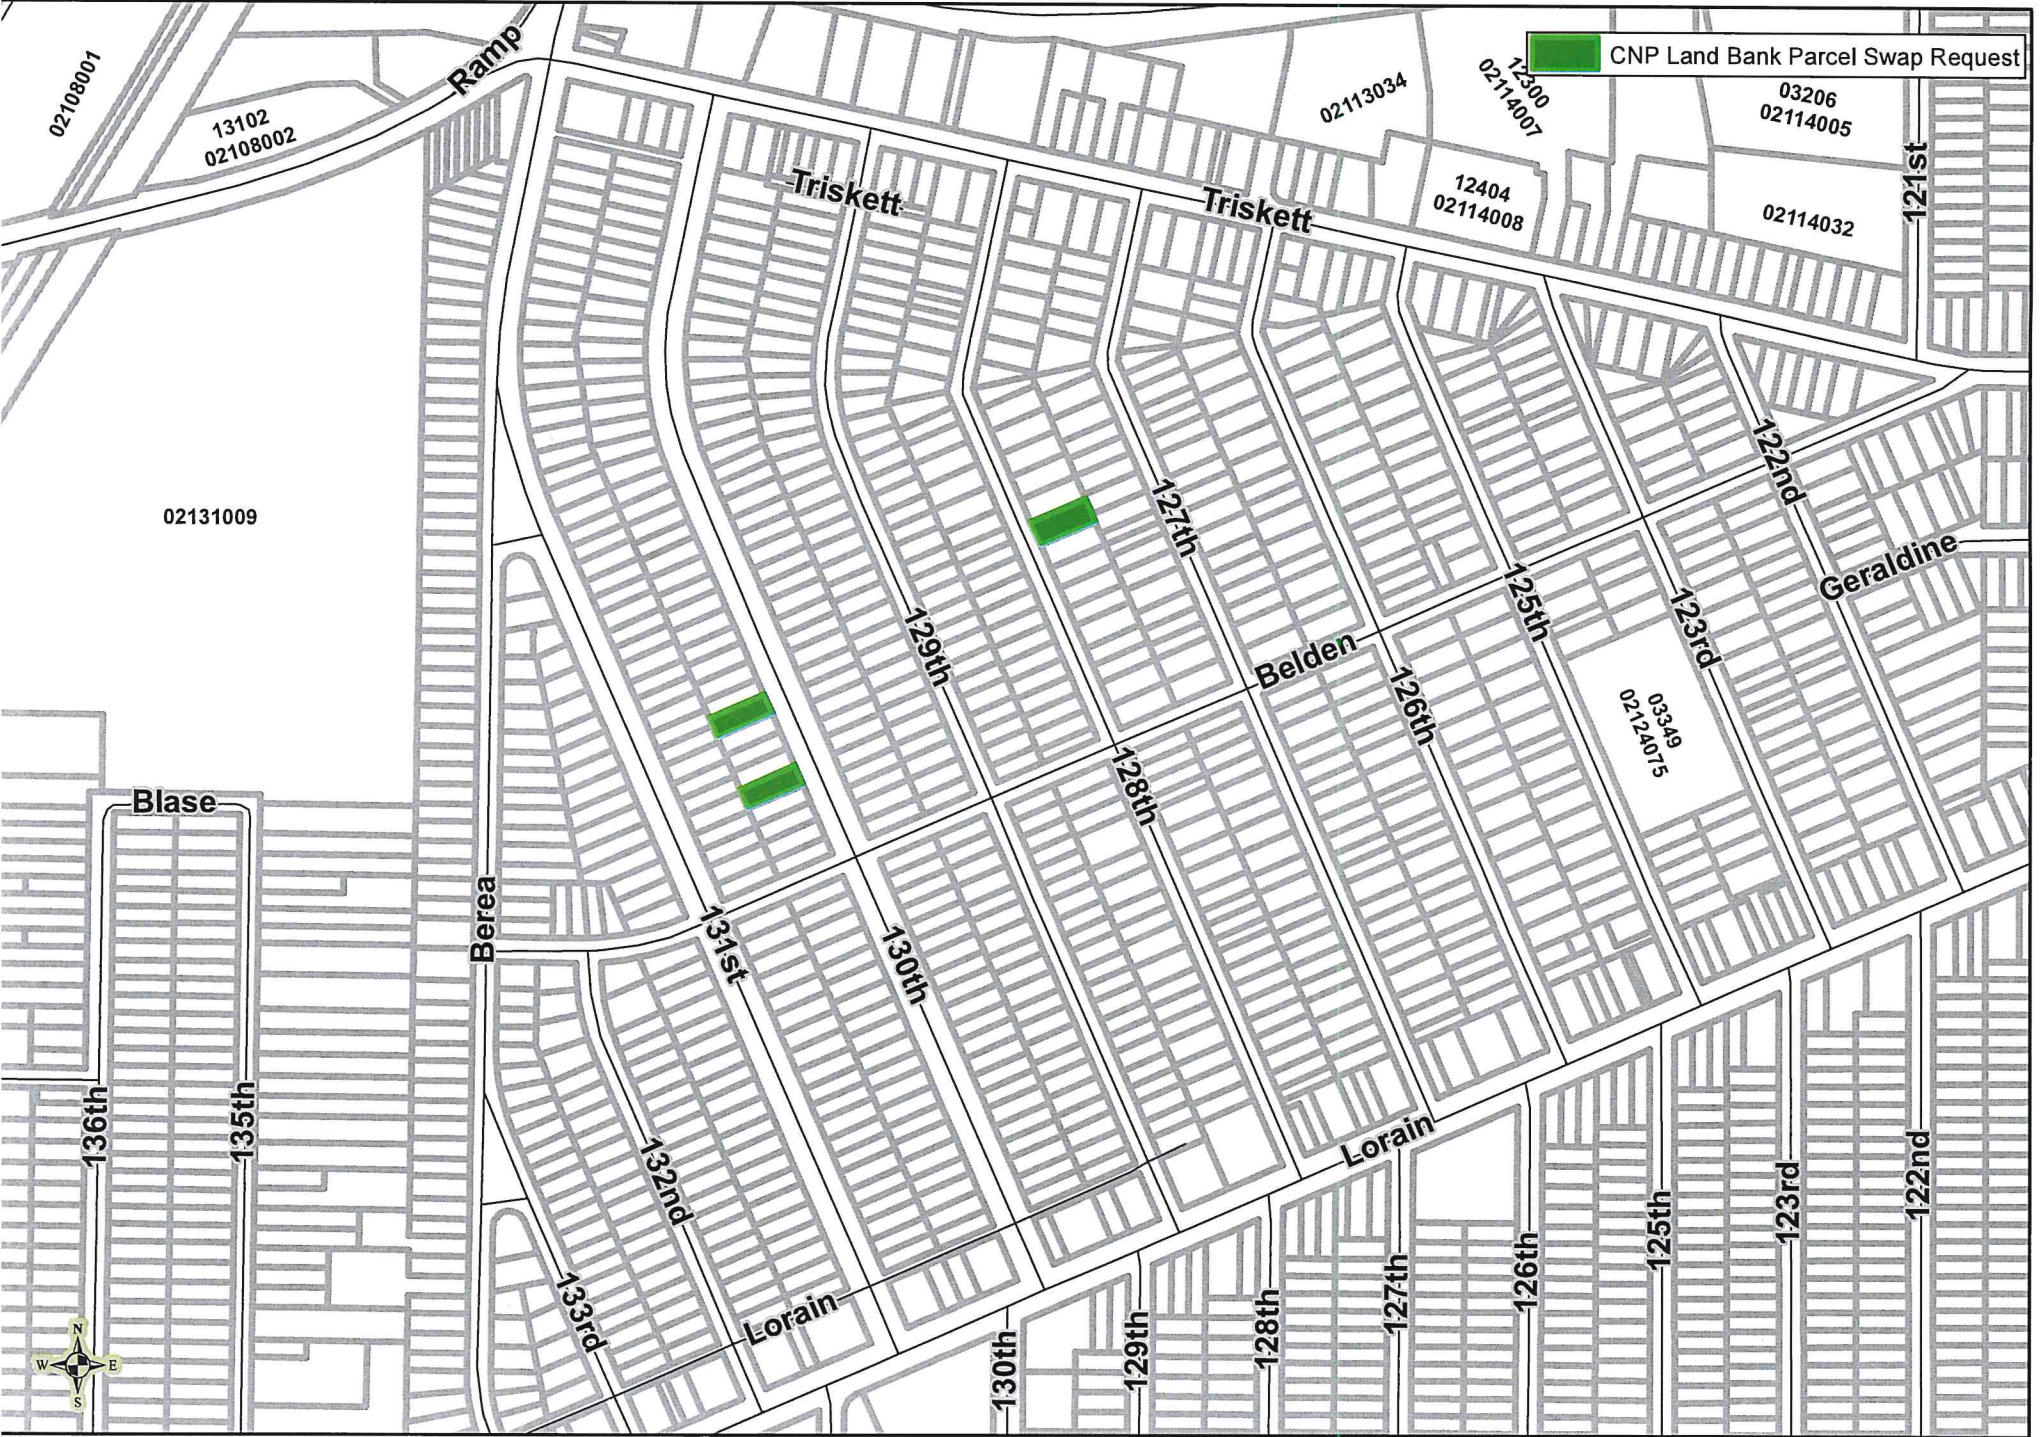 CNP Land Bank Parcel Swap Request
Ramp
02108001
13102
02108002
02113034
12300
02114007
03206
02114005
121st
Triskett
Triskett
12404
02114008
02114032
122nd
02131009
127th
Geraldine
125th
123rd
129th
Belden
126th
03349
02124075
128th
Blase
Berea
131st
130th
136th
135th
132nd
Lorain
133rd
Lorain
130th
129th
128th
127th
126th
125th
123rd
122nd
N
W
E
S